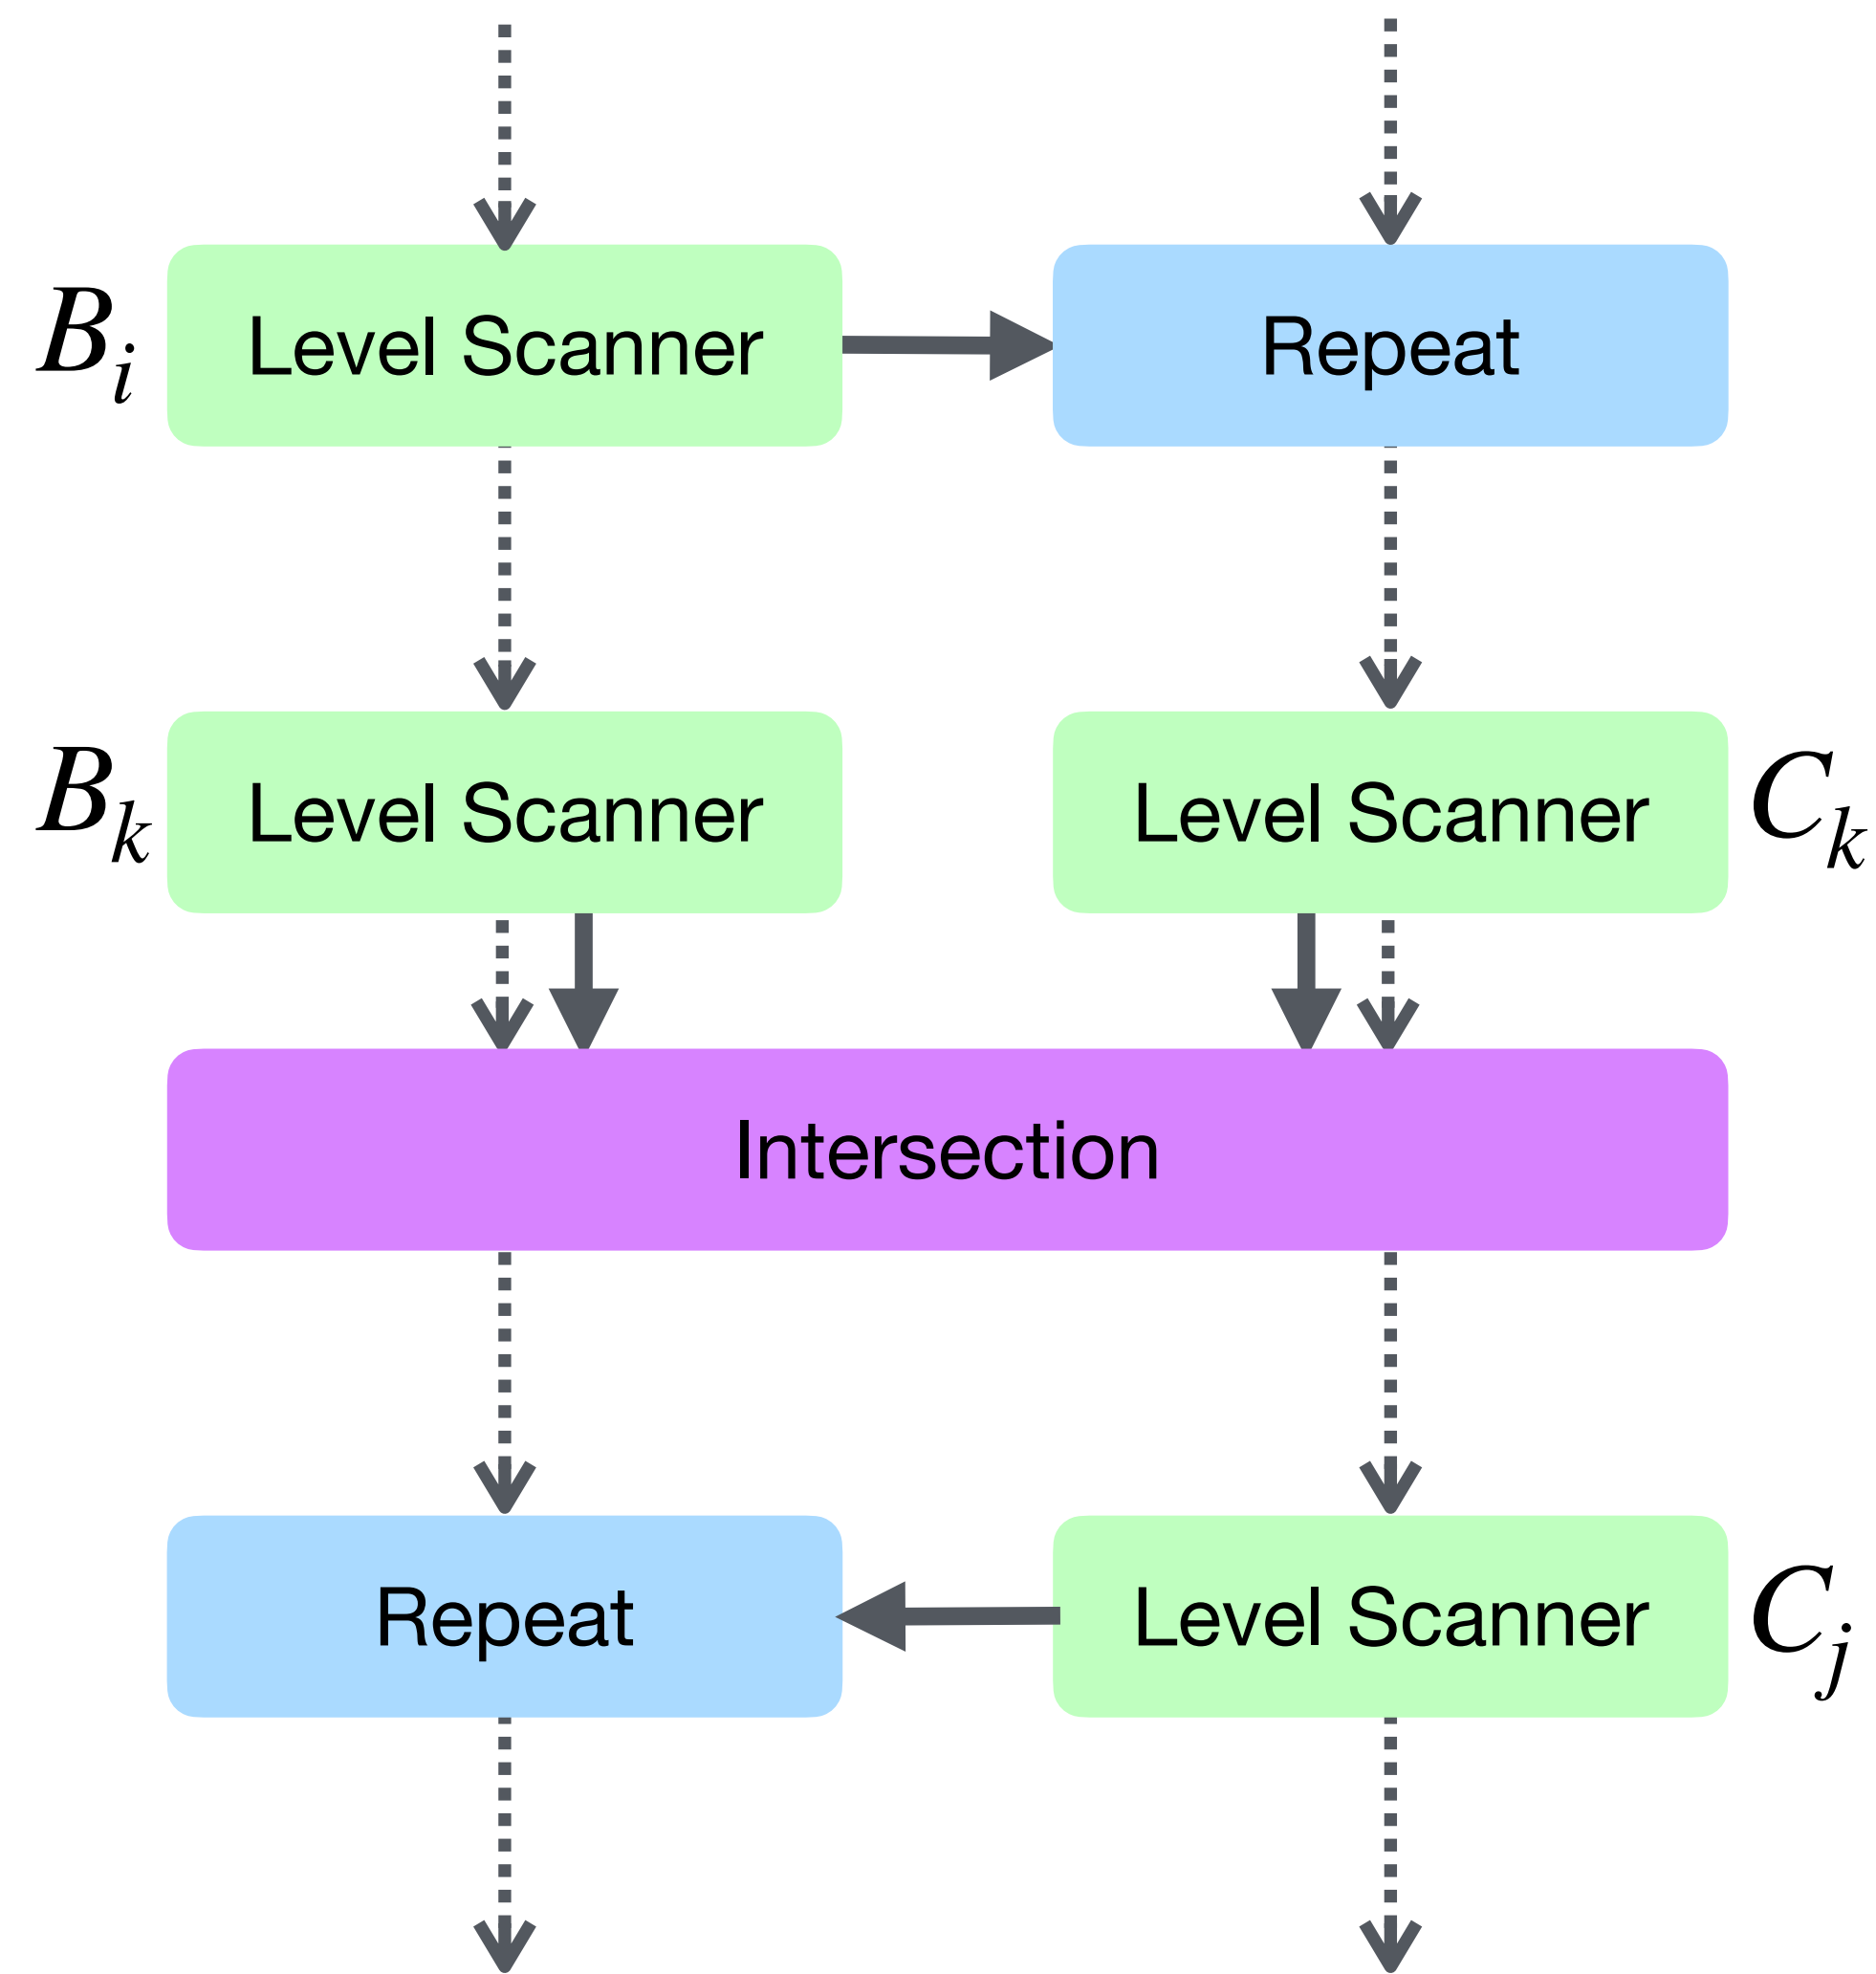 B_i Level Scanner Repeat
B_k Level Scanner Level Scanner C_k
Intersection
Repeat Level Scanner C_j